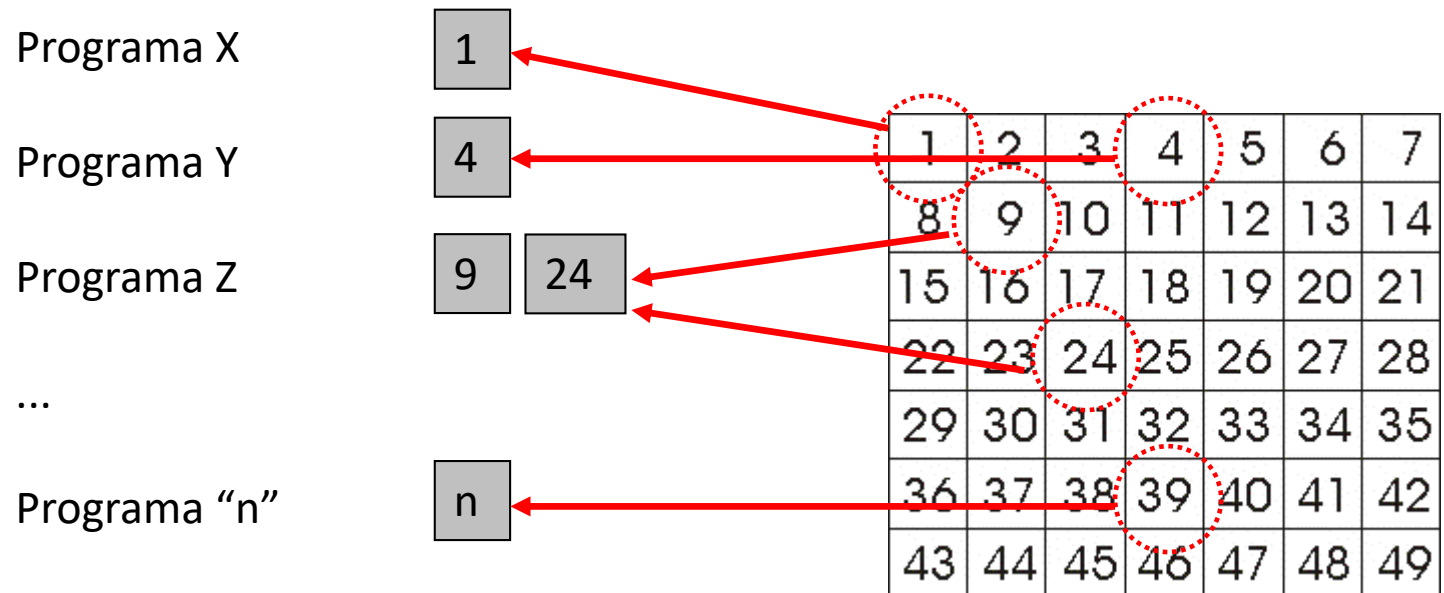 Programa X 1
Programa Y 4
Programa Z 9 24
...
Programa “n” n
1 2 3 4 5 6 7
8 9 10 11 12 13 14
15 16 17 18 19 20 21
22 23 24 25 26 27 28
29 30 31 32 33 34 35
36 37 38 39 40 41 42
43 44 45 46 47 48 49